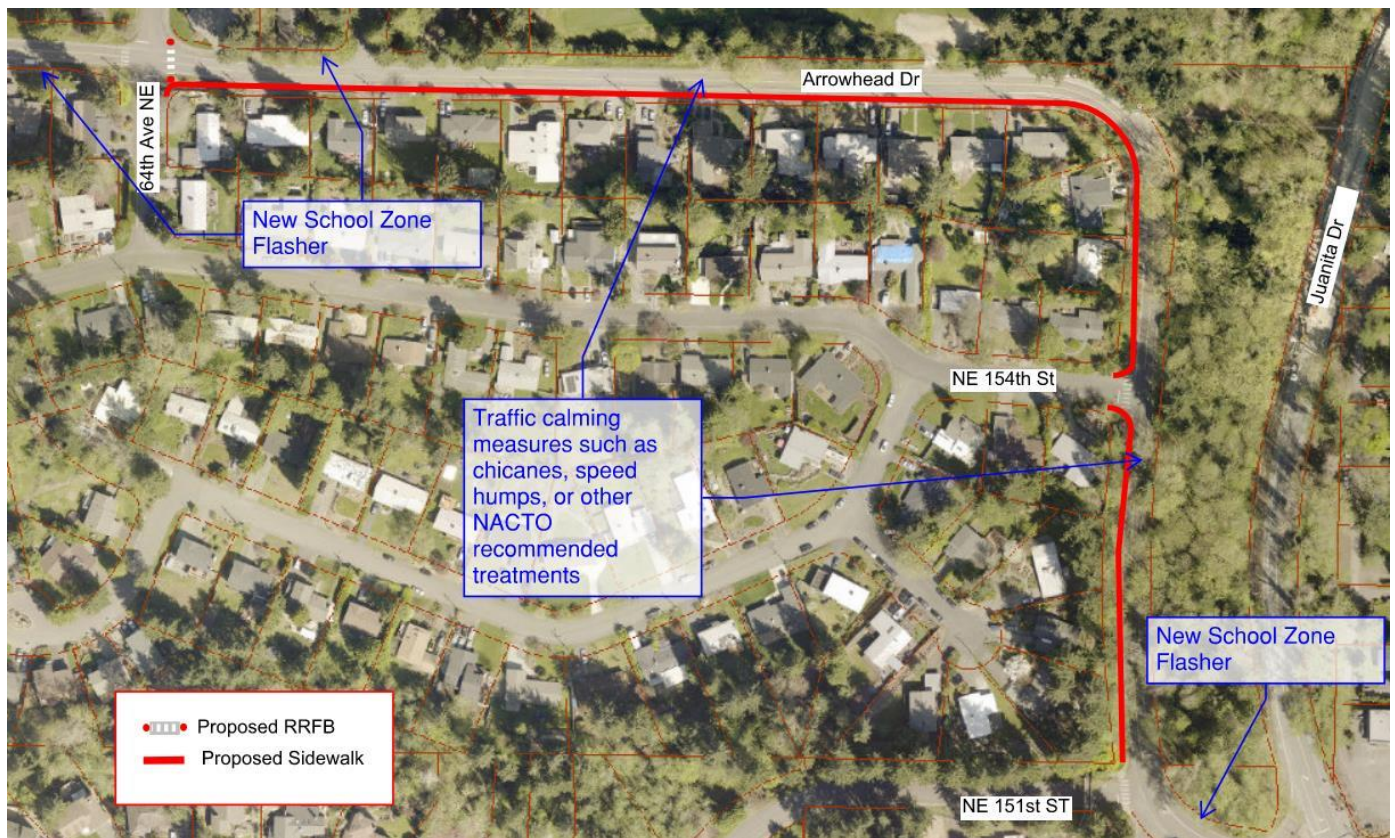 Arrowhead Dr
64th Ave NE
New School Zone
Flasher
Juanita Dr
NE 154th St
Traffic calming
measures such as
chicanes, speed
humps, or other
NACTO
recommended
treatments
New School Zone
Flasher
Proposed RRFB
Proposed Sidewalk
NE 151st ST